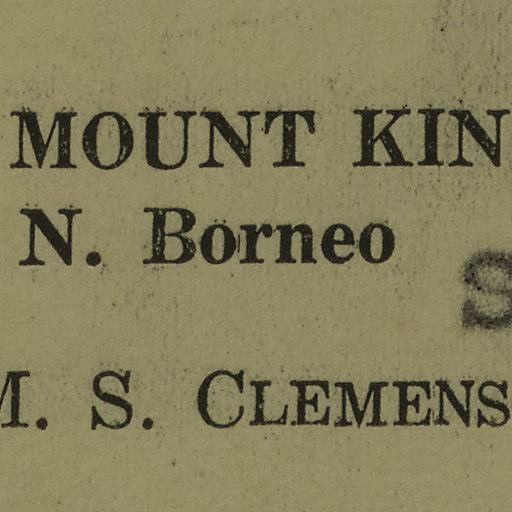 MOUNT KIN
N. Borneo
S
M. S. CLEMENS